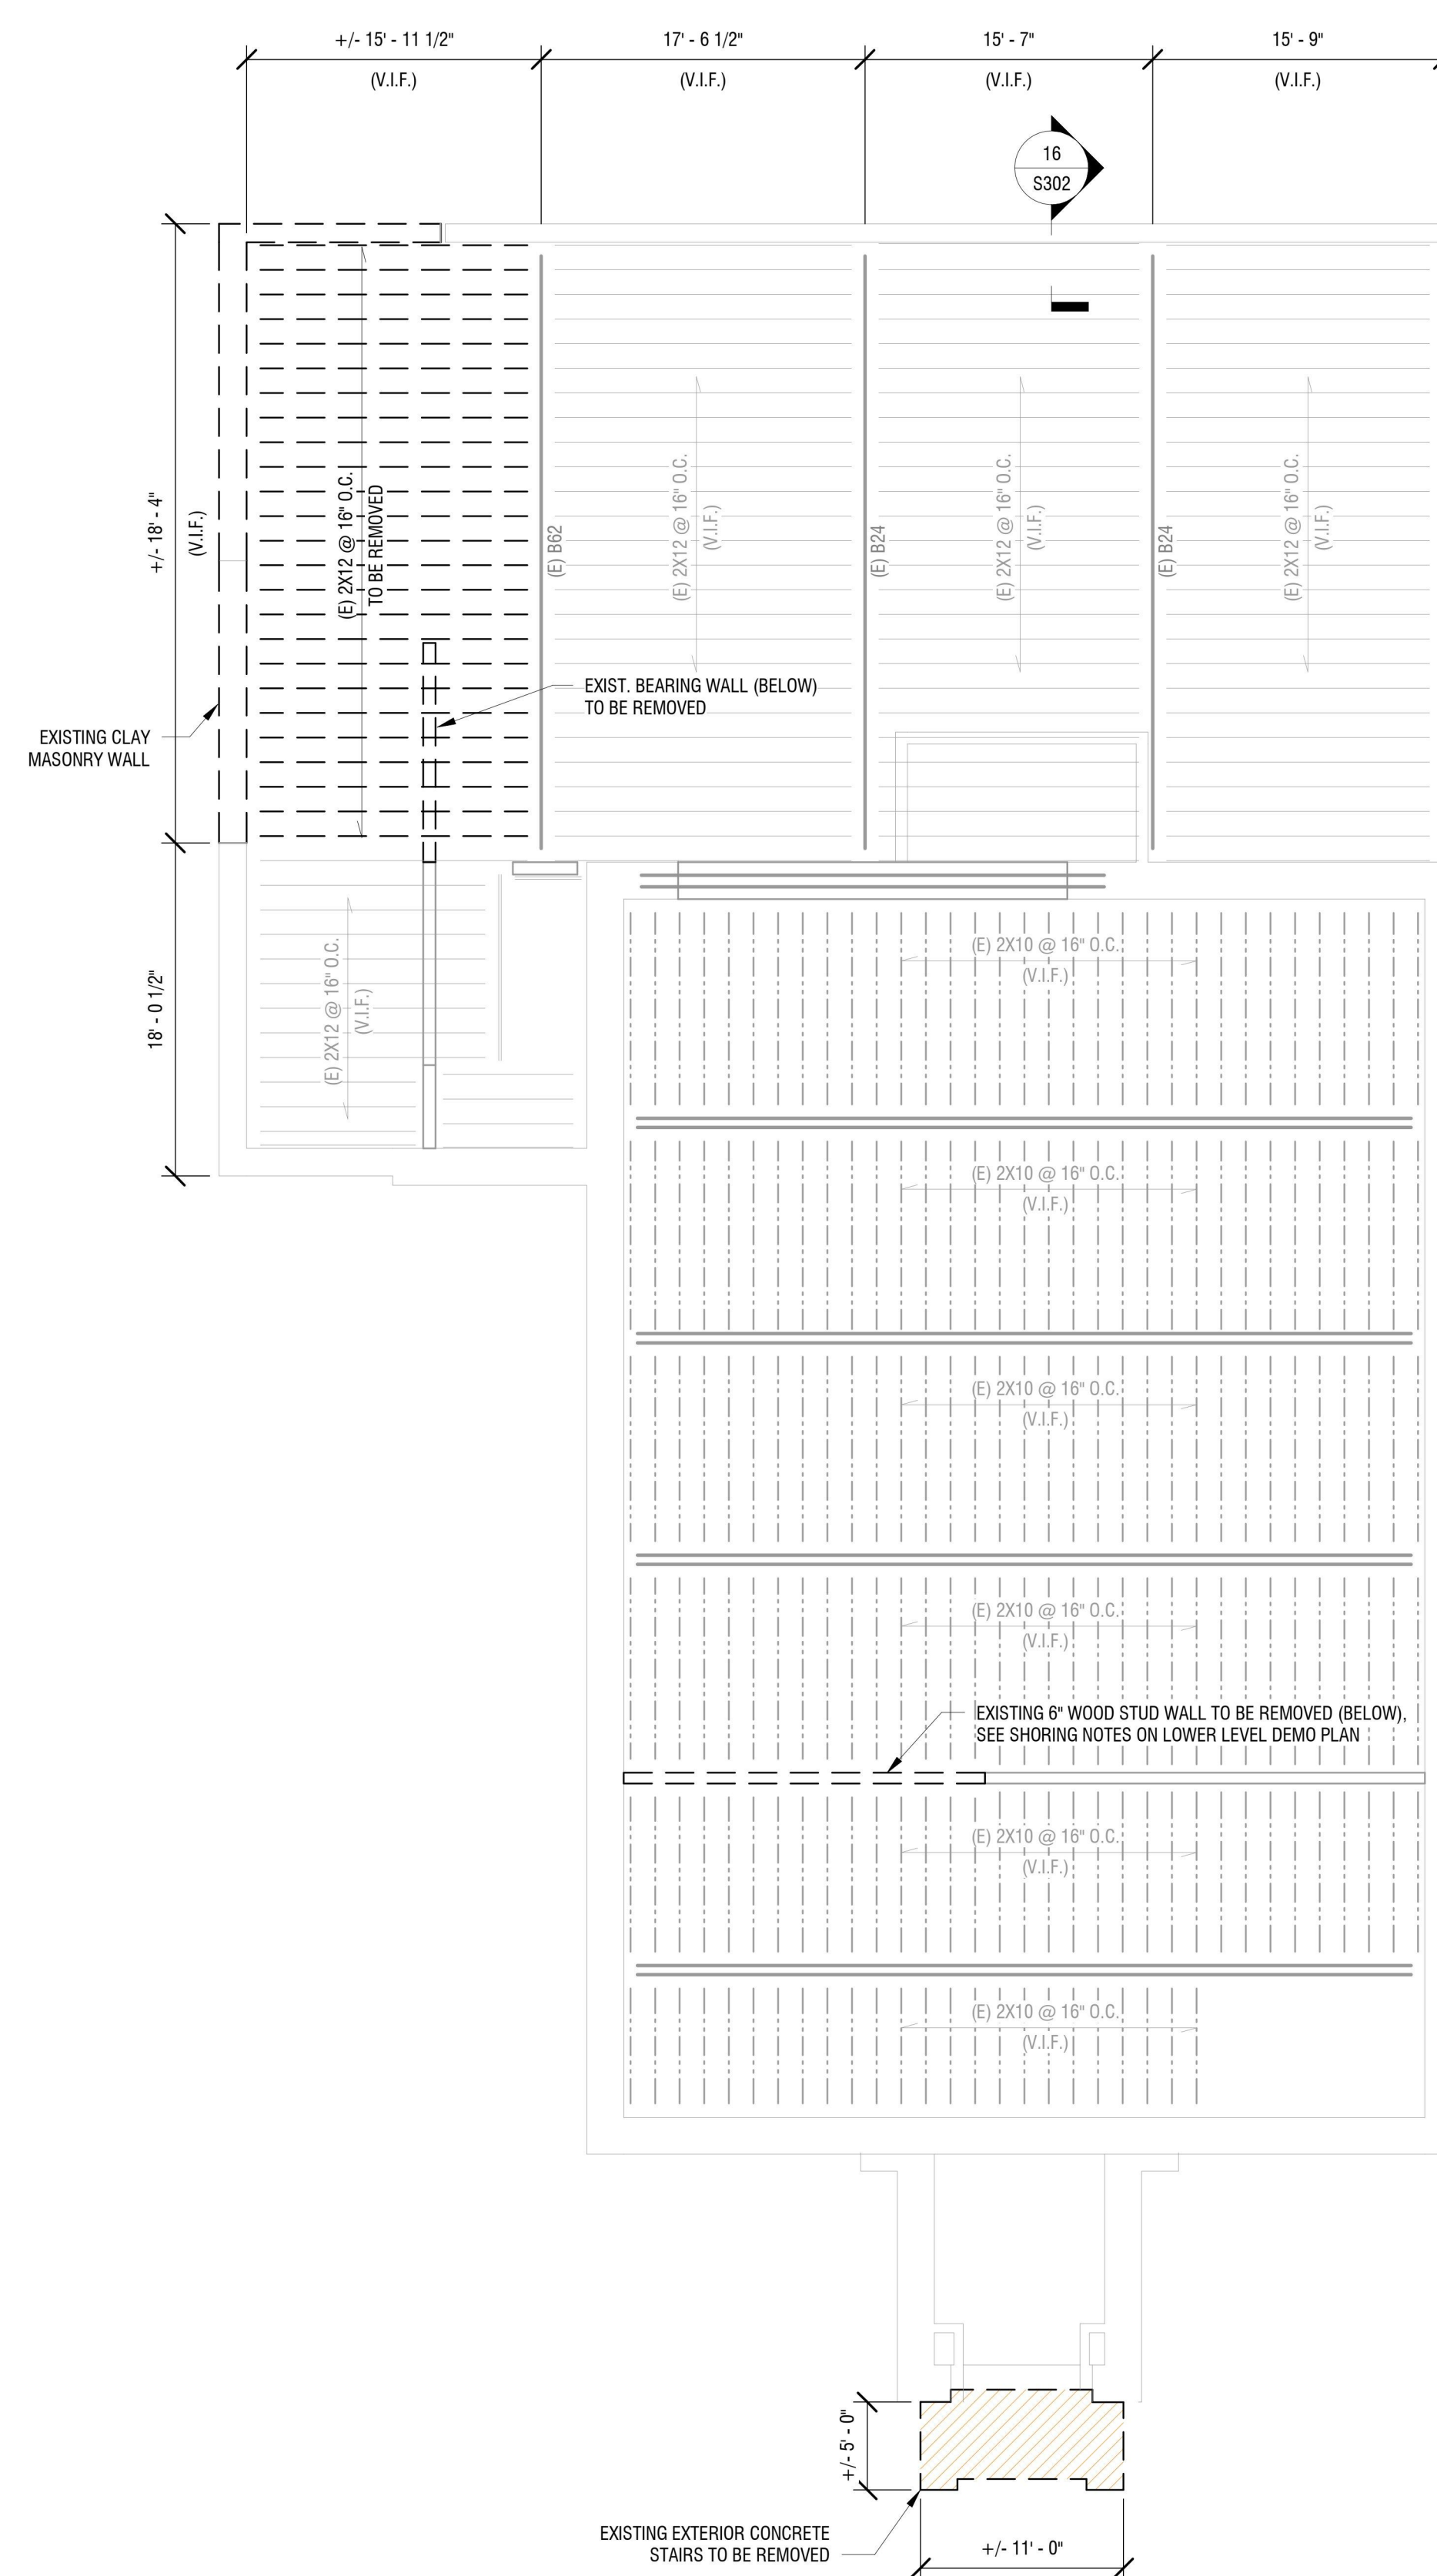 +/- 15' - 11 1/2"
(V.I.F.)
17' - 6 1/2"
(V.I.F.)
15' - 7"
(V.I.F.)
15' - 9"
(V.I.F.)
16
S302
+/- 18' - 4"
(V.I.F.)
(E) 2X12 @ 16" O.C.
TO BE REMOVED
(E) B62
(E) 2X12 @ 16" O.C.
(V.I.F.)
(E) B24
(E) 2X12 @ 16" O.C.
(V.I.F.)
(E) B24
(E) 2X12 @ 16" O.C.
(V.I.F.)
EXIST. BEARING WALL (BELOW)
TO BE REMOVED
EXISTING CLAY
MASONRY WALL
18' - 0 1/2"
(E) 2X12 @ 16" O.C.
(V.I.F.)
(E) 2X10 @ 16" O.C.
(V.I.F.)
(E) 2X10 @ 16" O.C.
(V.I.F.)
(E) 2X10 @ 16" O.C.
(V.I.F.)
(E) 2X10 @ 16" O.C.
(V.I.F.)
EXISTING 6" WOOD STUD WALL TO BE REMOVED (BELOW),
SEE SHORING NOTES ON LOWER LEVEL DEMO PLAN
(E) 2X10 @ 16" O.C.
(V.I.F.)
(E) 2X10 @ 16" O.C.
(V.I.F.)
+/- 5' - 0"
EXISTING EXTERIOR CONCRETE
STAIRS TO BE REMOVED
+/- 11' - 0"